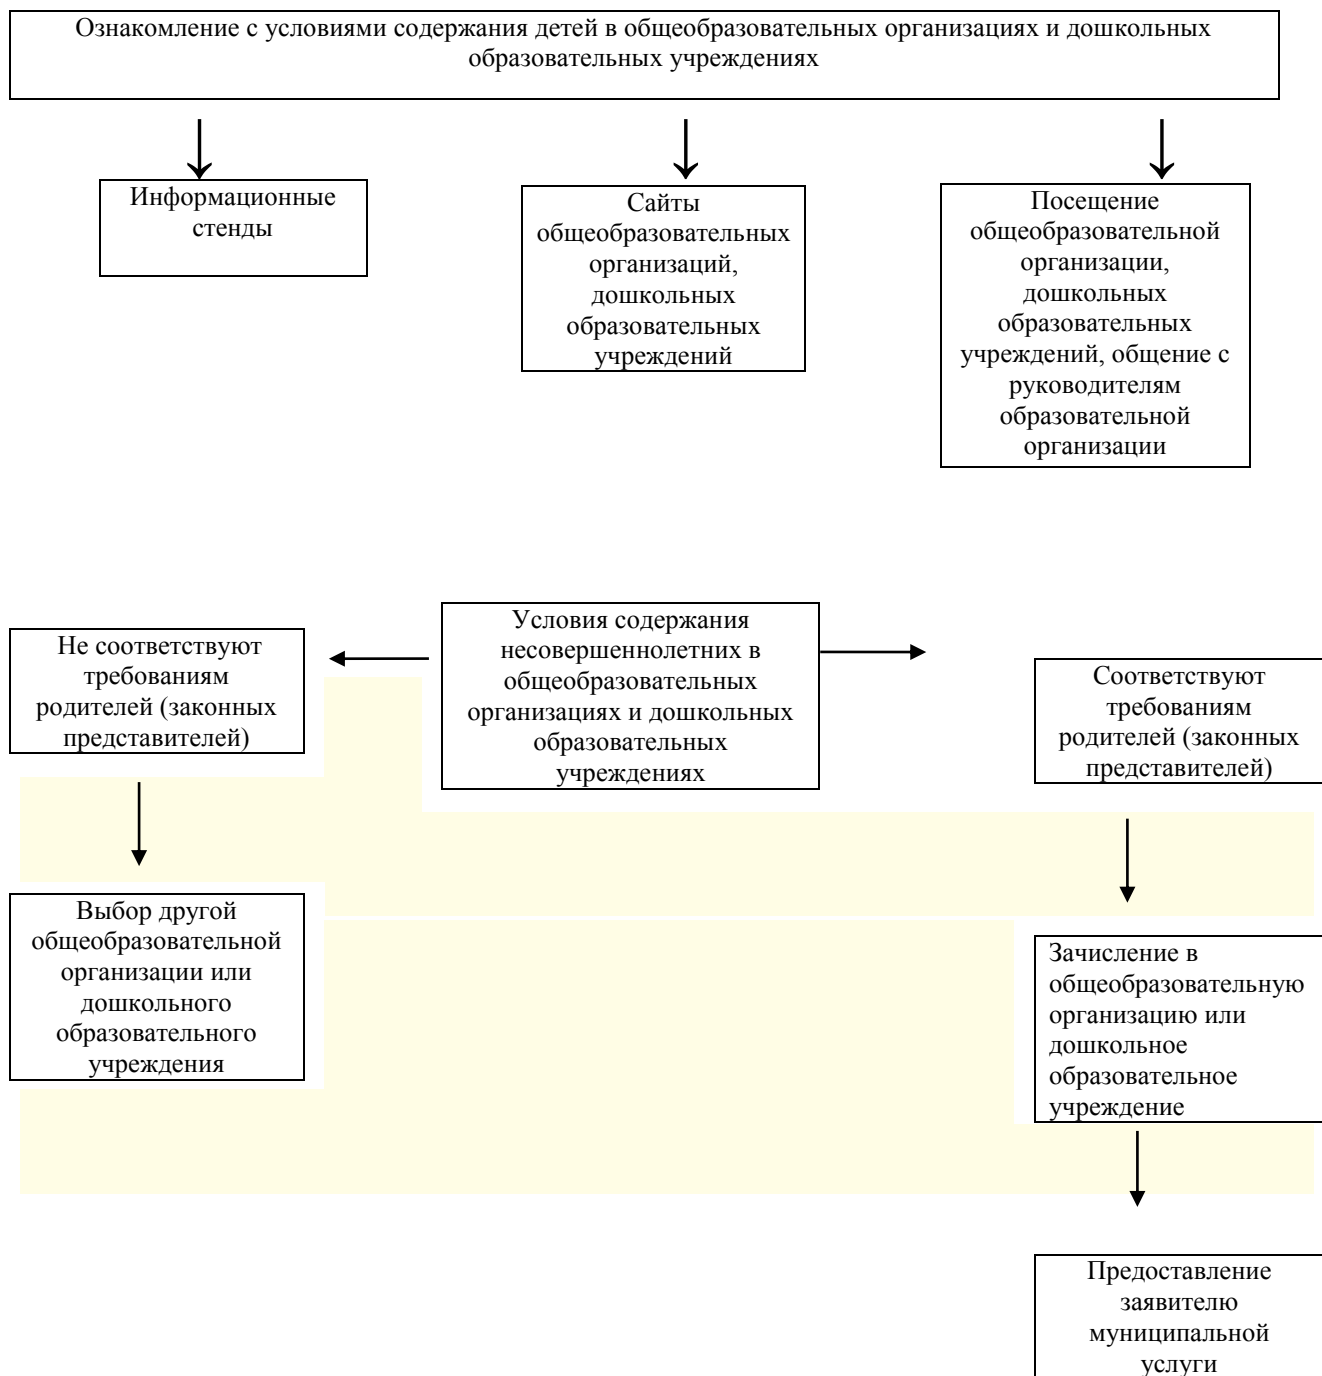 Ознакомление с условиями содержания детей в общеобразовательных организациях и дошкольных
образовательных учреждениях
Информационные
стенды
Сайты
общеобразовательных
организаций,
дошкольных
образовательных
учреждений
Посещение
общеобразовательной
организации,
дошкольных
образовательных
учреждений, общение с
руководителям
образовательной
организации
Не соответствуют
требованиям
родителей (законных
представителей)
Условия содержания
несовершеннолетних в
общеобразовательных
организациях и дошкольных
образовательных
учреждениях
Соответствуют
требованиям
родителей (законных
представителей)
Выбор другой
общеобразовательной
организации или
дошкольного
образовательного
учреждения
Зачисление в
общеобразовательную
организацию или
дошкольное
образовательное
учреждение
Предоставление
заявителю
муниципальной
услуги